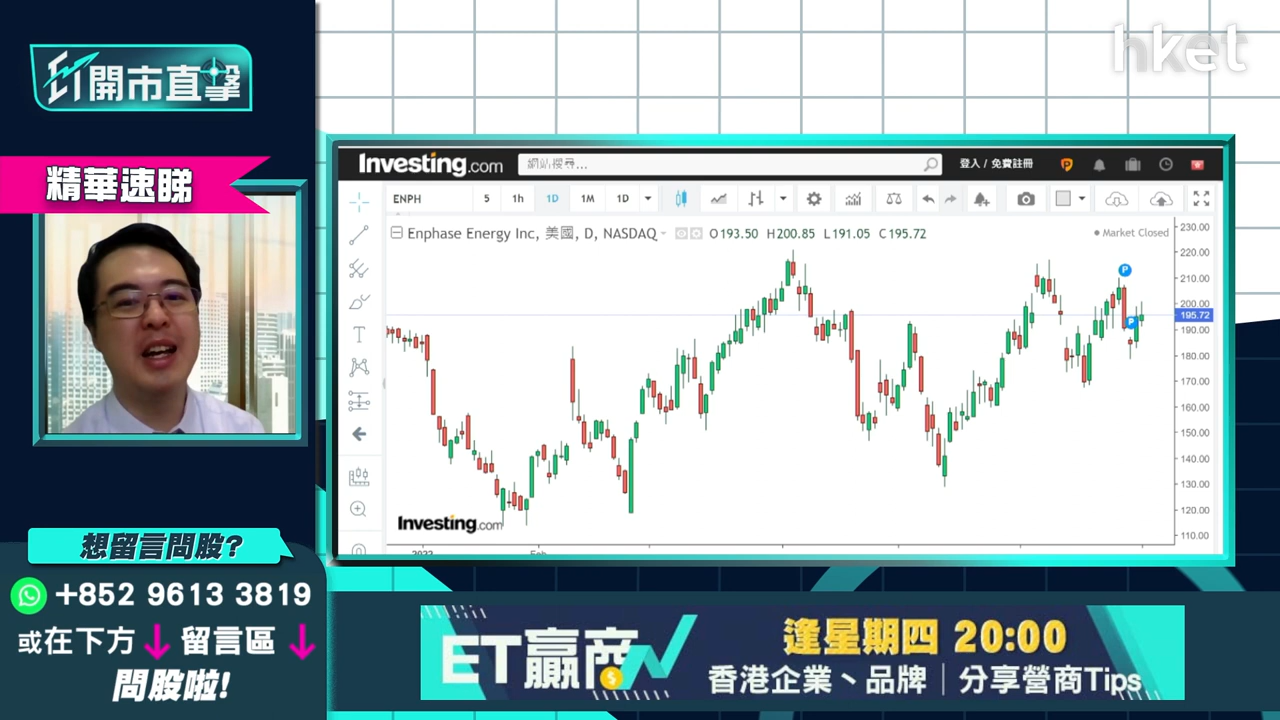 hket
ET開市直擊
精華速睇
Investing.com
網站搜尋...
登入 / 免費註冊
ENPH
5
1h
1D
1M
1D
Enphase Energy Inc, 美國, D, NASDAQ
O193.50 H200.85 L191.05 C195.72
Market Closed
230.00
220.00
210.00
200.00
195.72
190.00
180.00
170.00
160.00
150.00
140.00
130.00
120.00
110.00
P
P
Investing.com
2022
Feb
想留言問股?
+852 9613 3819
或在下方 留言區
問股啦!
ET贏商
逢星期四 20:00
香港企業、品牌｜分享營商Tips